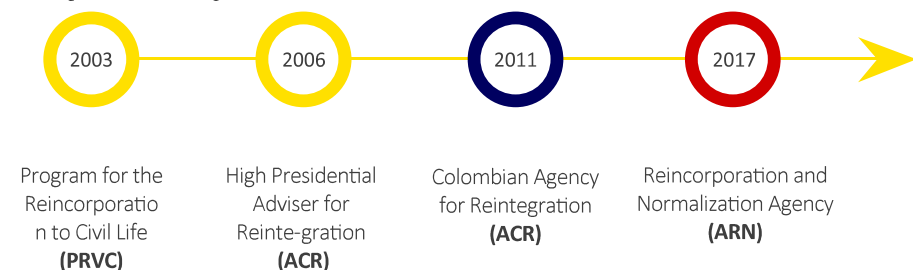 2003
2006
2011
2017
Program for the
Reincorporatio
n to Civil Life
(PRVC)
High Presidential
Adviser for
Reinte-gration
(ACR)
Colombian Agency
for Reintegration
(ACR)
Reincorporation and
Normalization Agency
(ARN)